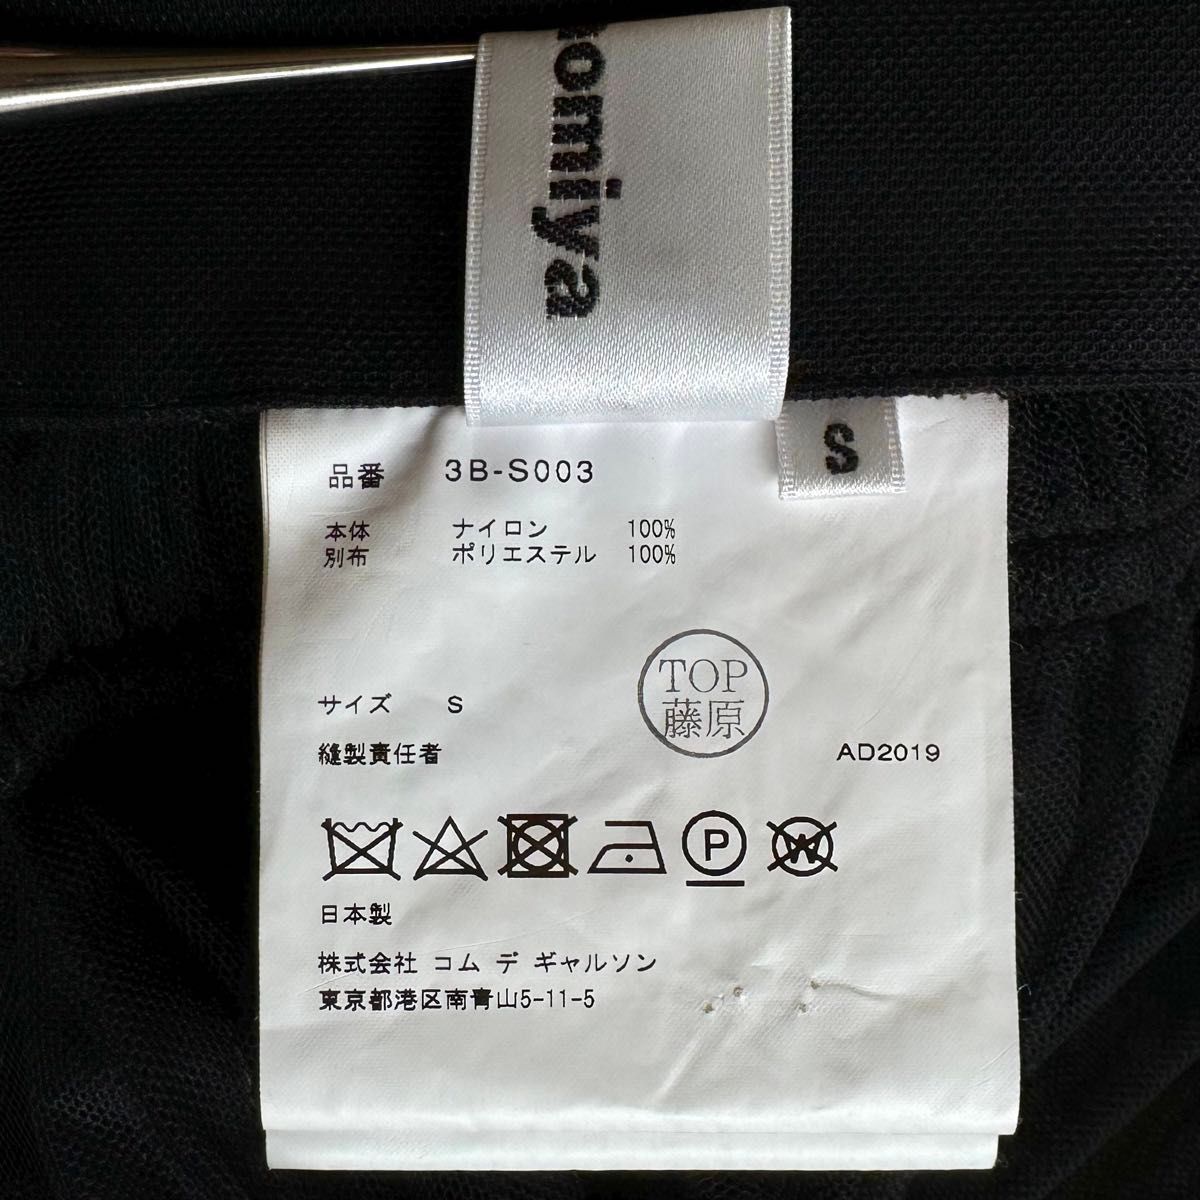 omiya
S
品番 3B-S003
本体 ナイロン 100%
別布 ポリエステル 100%
TOP
藤原
サイズ S
縫製責任者
AD2019
P
W
日本製
株式会社 コム デ ギャルソン
東京都港区南青山5-11-5